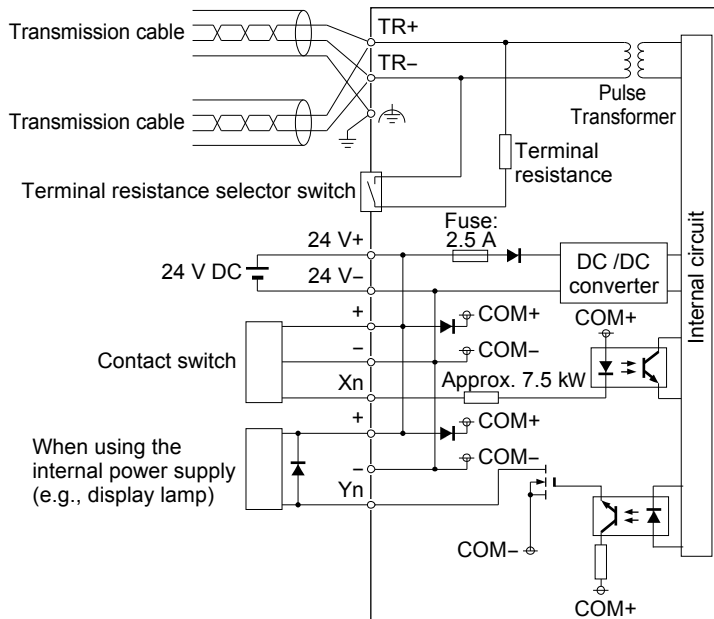 Transmission cable
TR+
TR−
Pulse
Transformer
Transmission cable
Terminal
resistance
Terminal resistance selector switch
Fuse:
2.5 A
24 V+
24 V DC
24 V−
DC /DC
converter
Internal circuit
+
COM+
COM+
Contact switch
−
COM−
Xn
Approx. 7.5 kW
+
COM+
When using the
internal power supply
(e.g., display lamp)
−
COM−
Yn
COM−
COM+